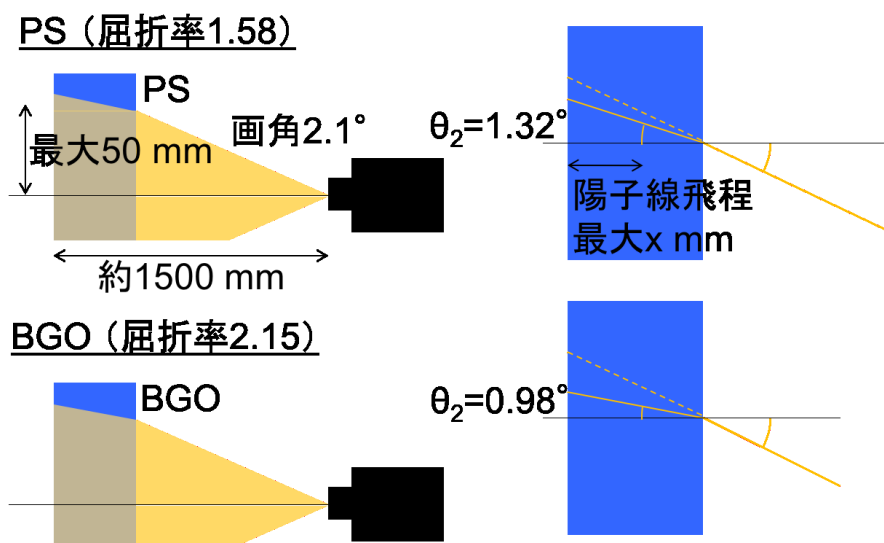 PS（屈折率1.58）
PS
画角2.1°
最大50 mm
約1500 mm
θ₂=1.32°
陽子線飛程
最大x mm
BGO（屈折率2.15）
BGO
θ₂=0.98°